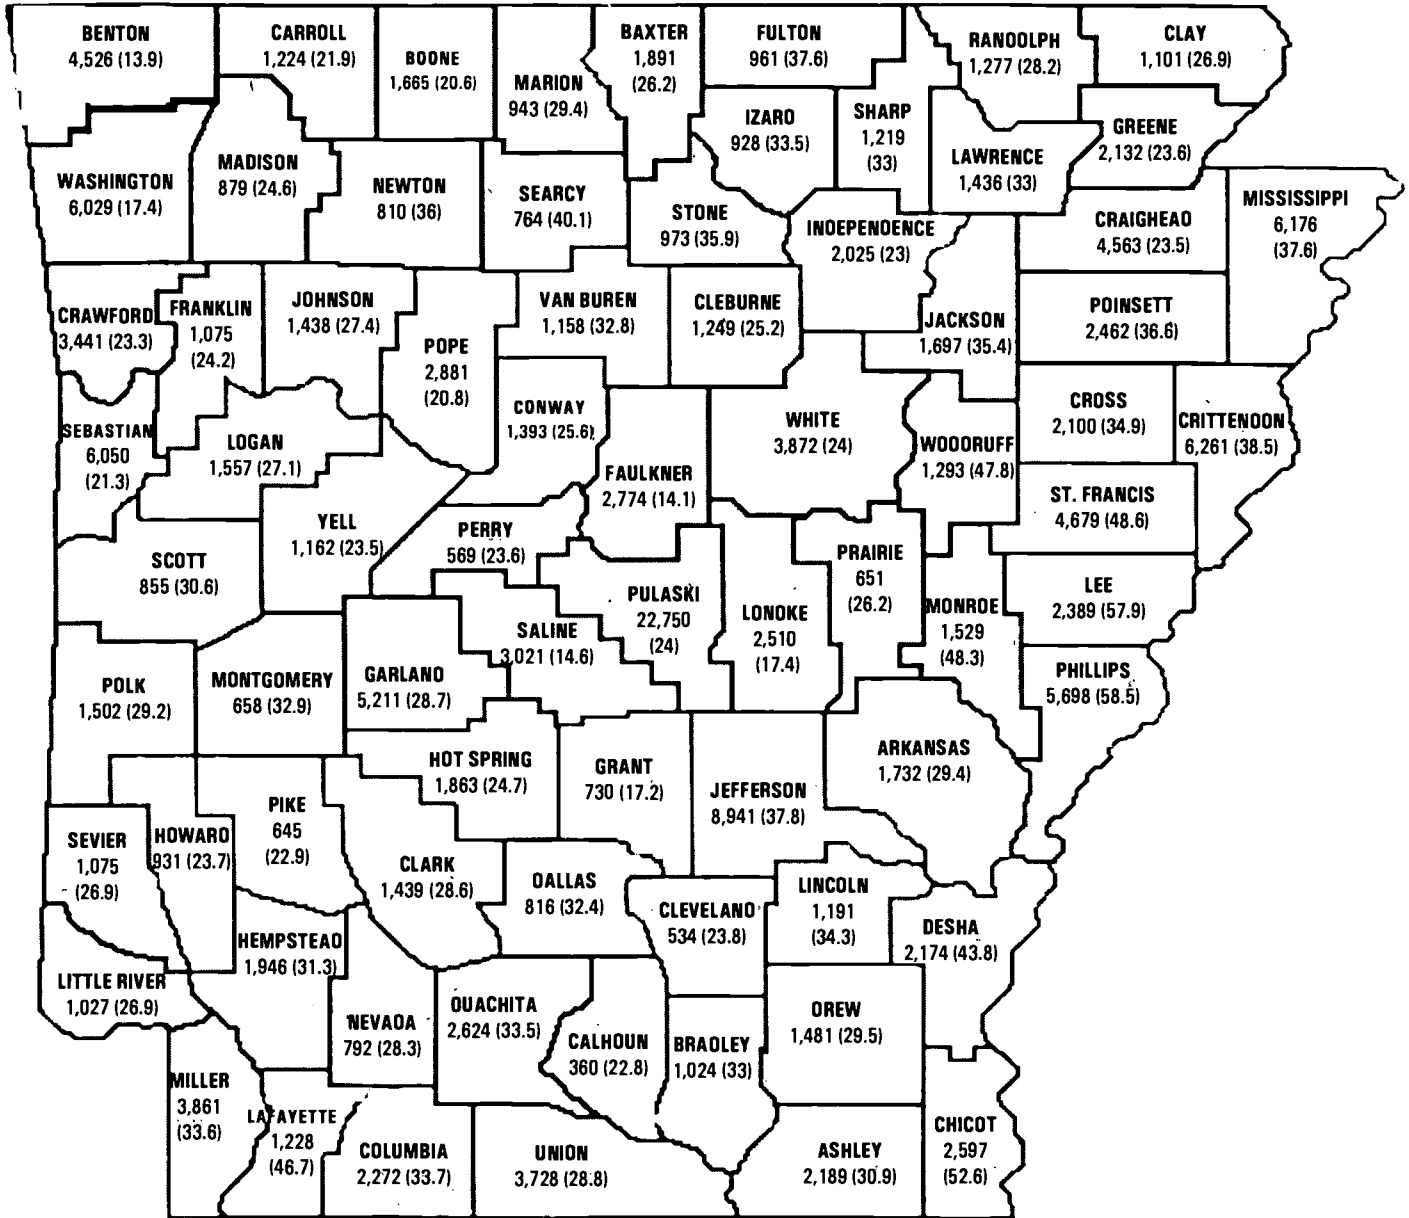 BENTON
4,526 (13.9)
CARROLL
1,224 (21.9)
BOONE
1,665 (20.6)
MARION
943 (29.4)
BAXTER
1,891
(26.2)
FULTON
961 (37.6)
RANOOLPH
1,277 (28.2)
CLAY
1,101 (26.9)
IZARO
928 (33.5)
SHARP
1,219
(33)
LAWRENCE
1,436 (33)
GREENE
2,132 (23.6)
WASHINGTON
6,029 (17.4)
MADISON
879 (24.6)
NEWTON
810 (36)
SEARCY
764 (40.1)
STONE
973 (35.9)
INOEPENOENCE
2,025 (23)
CRAIGHEAO
4,563 (23.5)
MISSISSIPPI
6,176
(37.6)
CRAWFORD
3,441 (23.3)
FRANKLIN
1,075
(24.2)
JOHNSON
1,438 (27.4)
POPE
2,881
(20.8)
VAN BUREN
1,158 (32.8)
CLEBURNE
1,249 (25.2)
JACKSON
1,697 (35.4)
POINSETT
2,462 (36.6)
SEBASTIAN
6,050
(21.3)
LOGAN
1,557 (27.1)
CONWAY
1,393 (25.6)
FAULKNER
2,774 (14.1)
WHITE
3,872 (24)
WOOORUFF
1,293 (47.8)
CROSS
2,100 (34.9)
CRITTENOON
6,261 (38.5)
ST. FRANCIS
4,679 (48.6)
SCOTT
855 (30.6)
YELL
1,162 (23.5)
PERRY
569 (23.6)
PULASKI
22,750
(24)
LONOKE
2,510
(17.4)
PRAIRIE
651
(26.2)
MONROE
1,529
(48.3)
LEE
2,389 (57.9)
PHILLIPS
5,698 (58.5)
POLK
1,502 (29.2)
MONTGOMERY
658 (32.9)
GARLANO
5,211 (28.7)
SALINE
3,021 (14.6)
HOT SPRING
1,863 (24.7)
GRANT
730 (17.2)
JEFFERSON
8,941 (37.8)
ARKANSAS
1,732 (29.4)
SEVIER
1,075
(26.9)
HOWARO
931 (23.7)
PIKE
645
(22.9)
CLARK
1,439 (28.6)
OALLAS
816 (32.4)
CLEVELANO
534 (23.8)
LINCOLN
1,191
(34.3)
DESHA
2,174 (43.8)
LITTLE RIVER
1,027 (26.9)
HEMPSTEAO
1,946 (31.3)
NEVAOA
792 (28.3)
OUACHITA
2,624 (33.5)
CALHOUN
360 (22.8)
BRAOLEY
1,024 (33)
OREW
1,481 (29.5)
MILLER
3,861
(33.6)
LAFAYETTE
1,228
(46.7)
COLUMBIA
2,272 (33.7)
UNION
3,728 (28.8)
ASHLEY
2,189 (30.9)
CHICOT
2,597
(52.6)